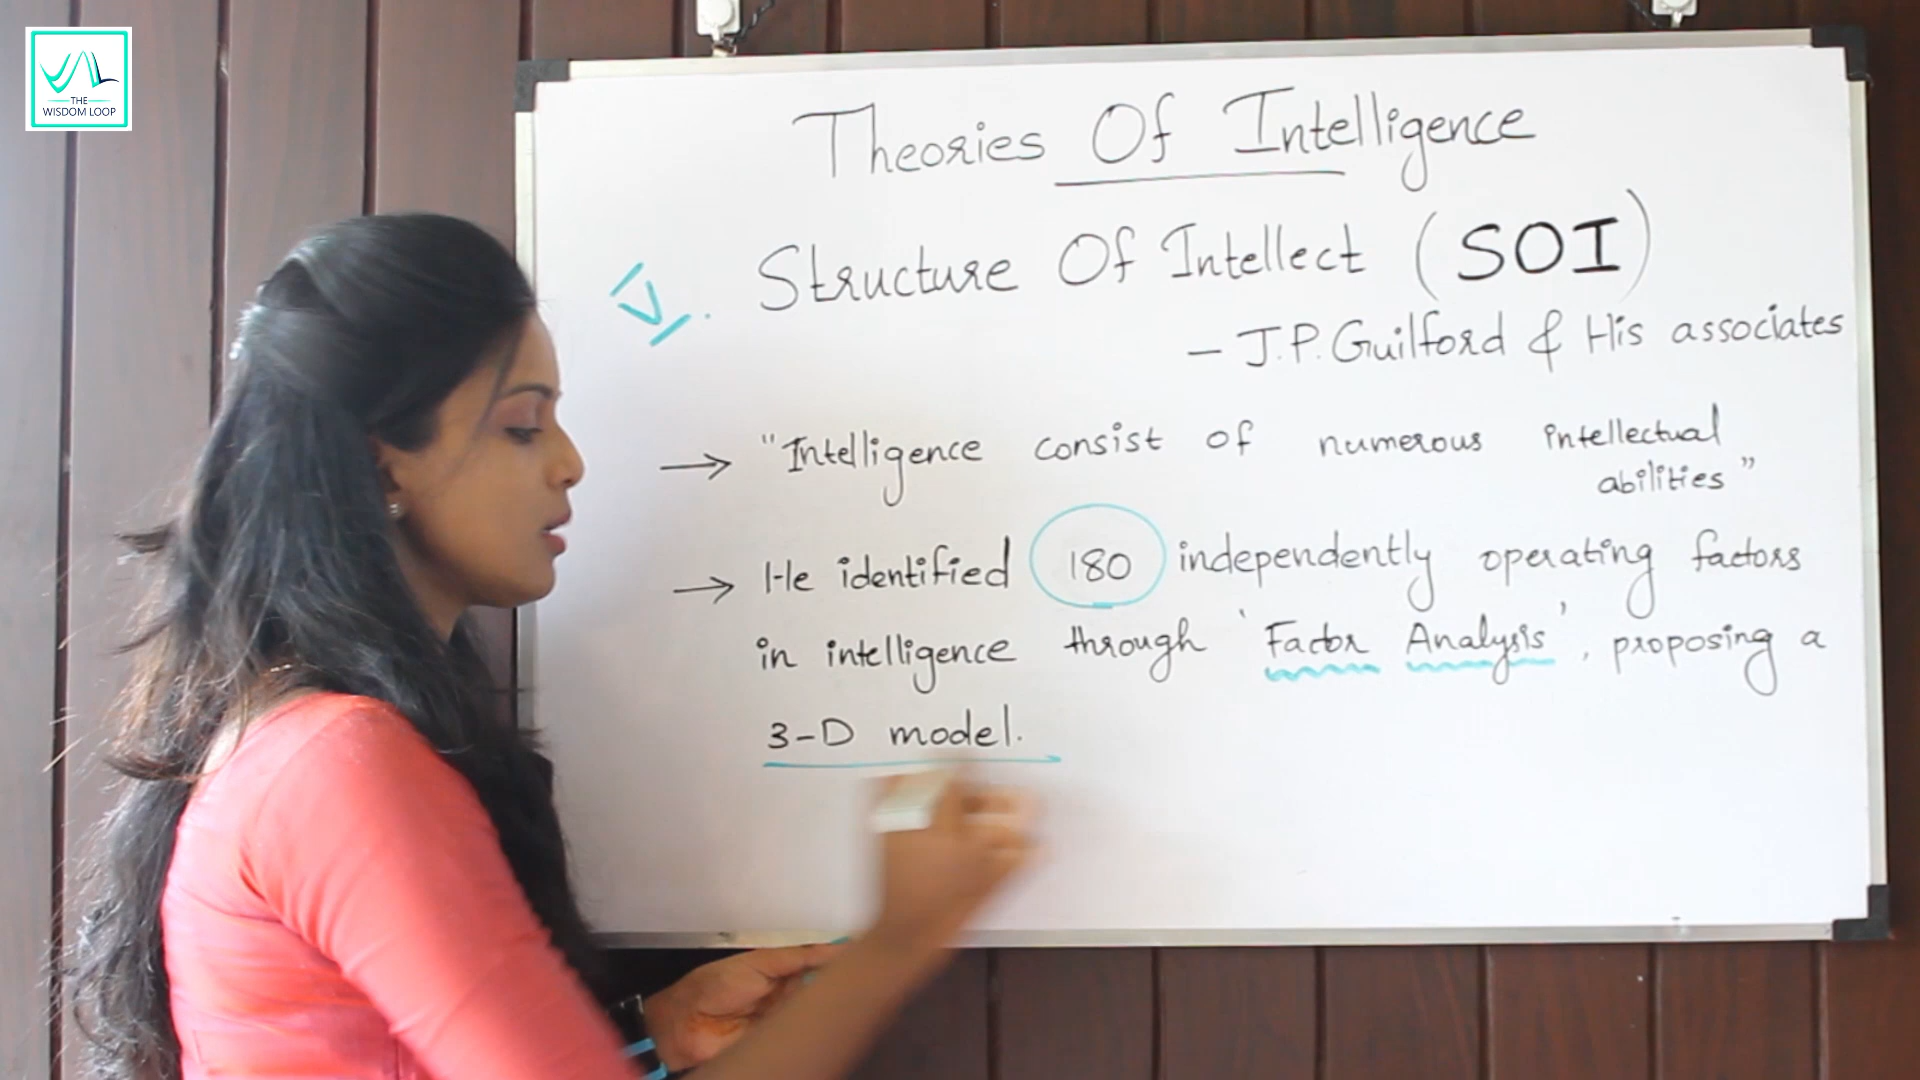 THE
WISDOM LOOP
Theories Of Intelligence
V. Structure Of Intellect (SOI)
– J.P. Guilford & His associates
→ "Intelligence consist of numerous intellectual
abilities"
→ He identified 180 independently operating factors
in intelligence through 'Factor Analysis', proposing a
3-D model.